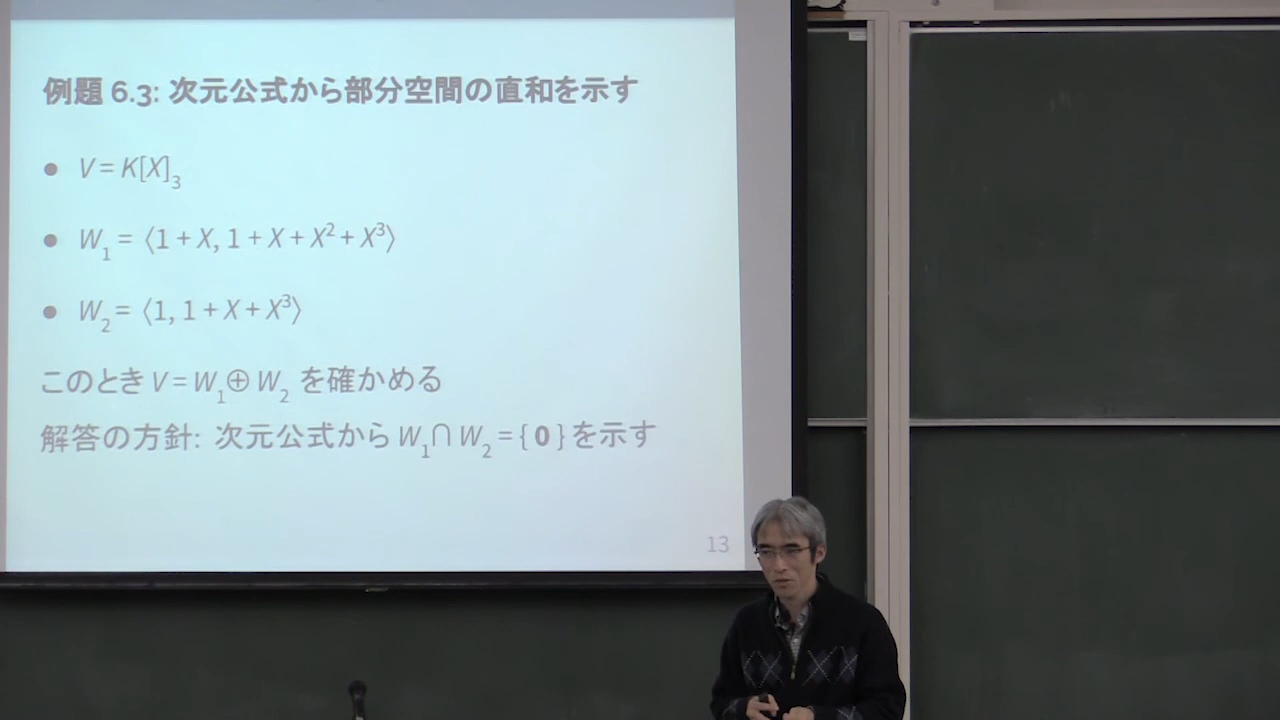 例題 6.3: 次元公式から部分空間の直和を示す
● V = K[X]₃
● W₁ = ⟨1 + X, 1 + X + X² + X³⟩
● W₂ = ⟨1, 1 + X + X³⟩
このとき V = W₁⊕ W₂ を確かめる
解答の方針: 次元公式から W₁∩ W₂ = { 0 } を示す
13